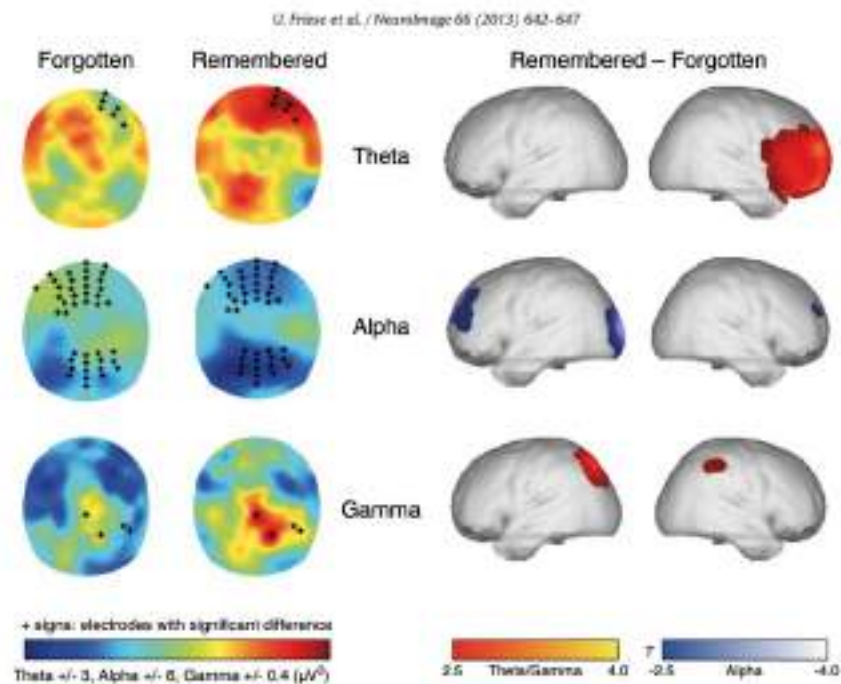 U. Friese et al. / NeuroImage 66 (2013) 642–647
Forgotten Remembered Remembered – Forgotten
Theta
Alpha
Gamma
+ signs: electrodes with significant difference
Theta +/- 3, Alpha +/- 6, Gamma +/- 0.4 (µV²)
T
2.5 Theta/Gamma 4.0 -2.5 Alpha -4.0